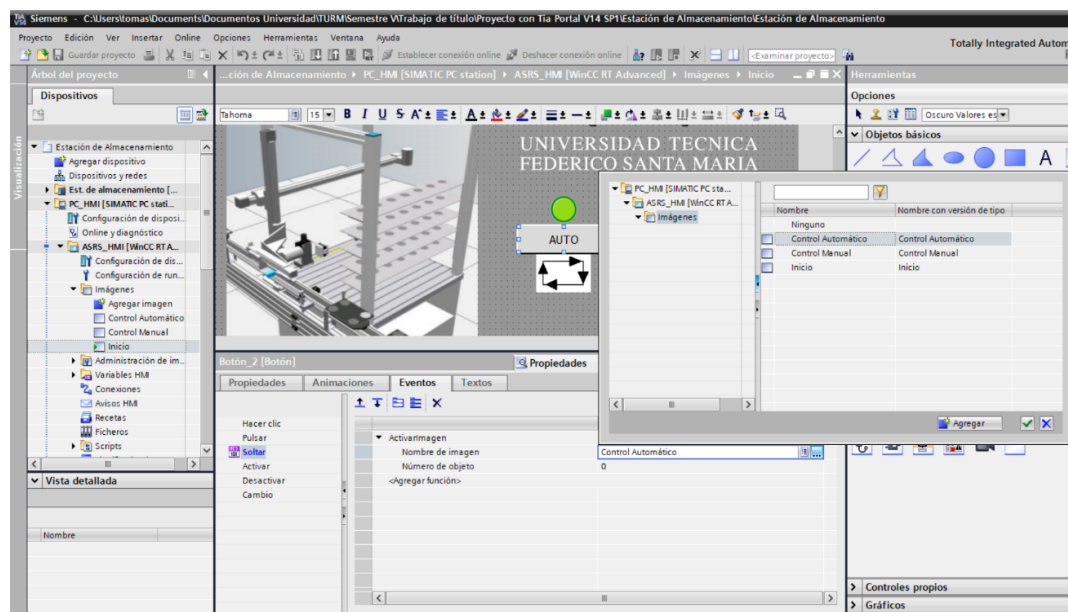 Siemens - C:\Users\tomas\Documents\Documentos Universidad\TURM\Semestre V\Trabajo de título\Proyecto con Tia Portal V14 SP1\Estación de Almacenamiento\Estación de Almacenamiento
Proyecto Edición Ver Insertar Online Opciones Herramientas Ventana Ayuda
Guardar proyecto
Establecer conexión online
Deshacer conexión online
<Examinar proyecto>
Totally Integrated Autom
Árbol del proyecto
...ción de Almacenamiento ▸ PC_HMI [SIMATIC PC station] ▸ ASRS_HMI [WinCC RT Advanced] ▸ Imágenes ▸ Inicio
Herramientas
Dispositivos
Opciones
Tahoma
15
B I U S A
Oscuro Valores es
Objetos básicos
A
Visualización
Estación de Almacenamiento
Agregar dispositivo
Dispositivos y redes
Est. de almacenamiento [...
PC_HMI [SIMATIC PC stati...
Configuración de disposi...
Online y diagnóstico
ASRS_HMI [WinCC RT A...
Configuración de dis...
Configuración de run...
Imágenes
Agregar imagen
Control Automático
Control Manual
Inicio
Administración de im...
Variables HMI
Conexiones
Avisos HMI
Recetas
Ficheros
Scripts
Vista detallada
Nombre
UNIVERSIDAD TECNICA
FEDERICO SANTA MARIA
AUTO
PC_HMI [SIMATIC PC sta...
ASRS_HMI [WinCC RT A...
Imágenes
Nombre
Nombre con versión de tipo
Ninguno
Control Automático
Control Automático
Control Manual
Control Manual
Inicio
Inicio
Agregar
Botón_2 [Botón]
Propiedades
Propiedades Animaciones Eventos Textos
Hacer clic
Pulsar
Soltar
Activar
Desactivar
Cambio
ActivarImagen
Nombre de imagen
Control Automático
Número de objeto
0
<Agregar función>
Controles propios
Gráficos